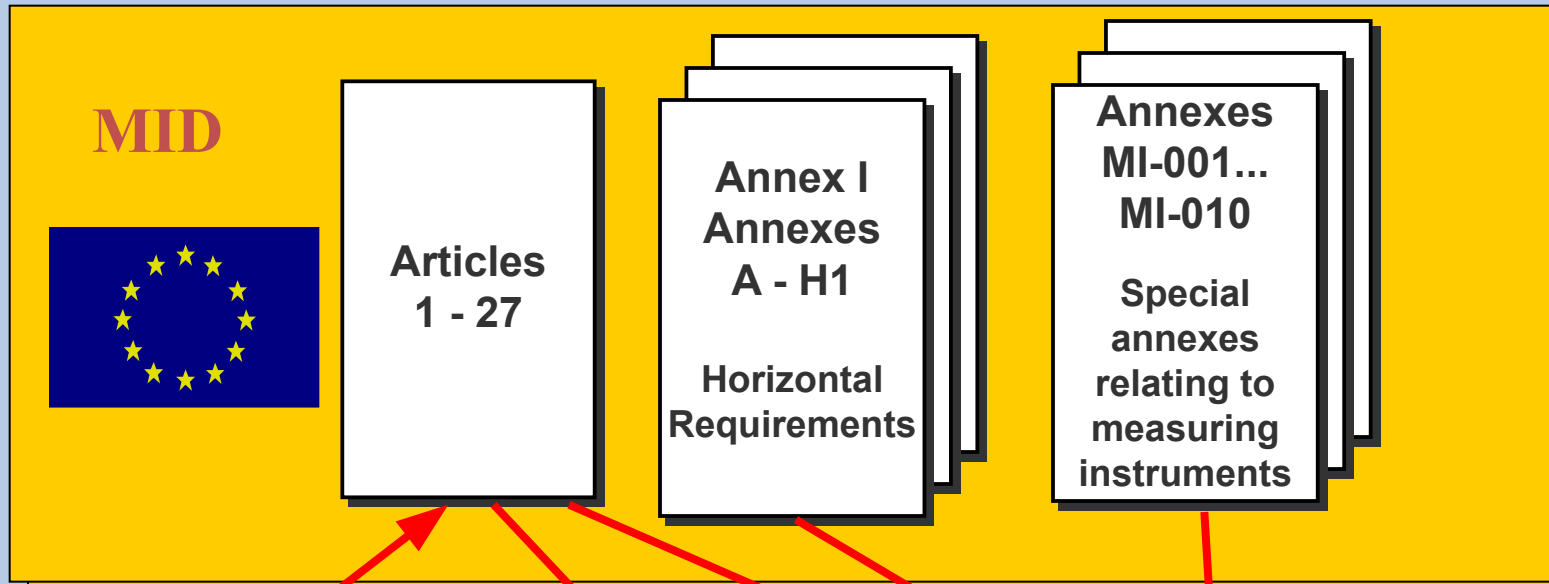 MID
Articles
1 - 27
Annex I
Annexes
A - H1
Horizontal
Requirements
Annexes
MI-001...
MI-010
Special
annexes
relating to
measuring
instruments